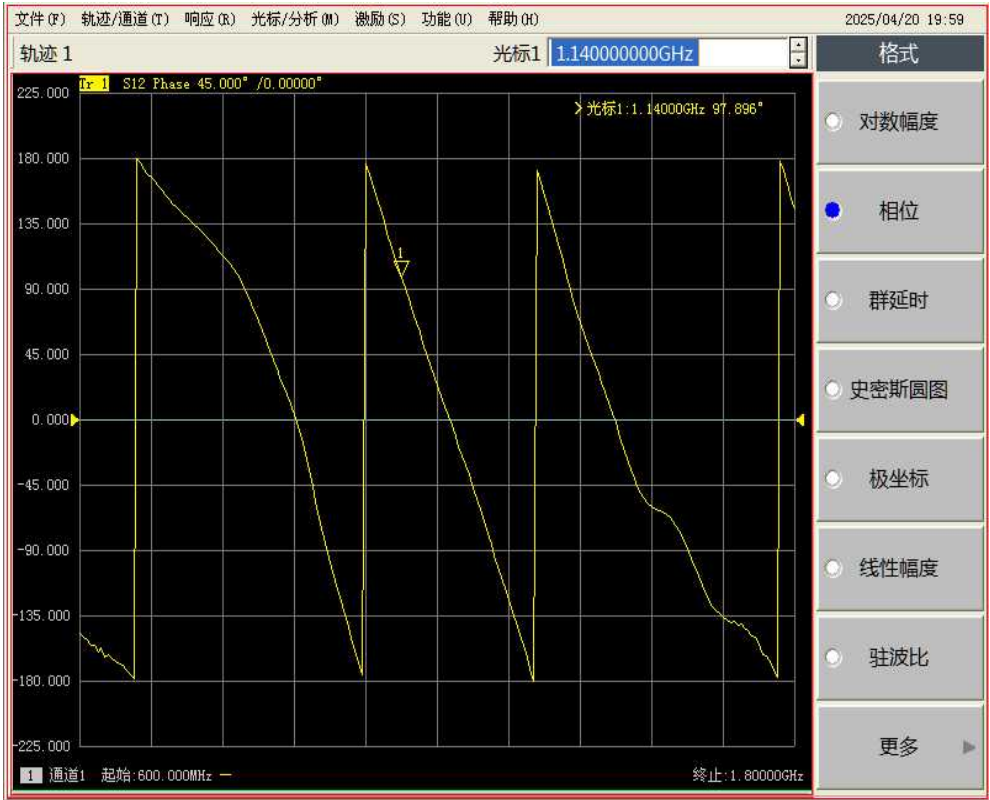 文件(F) 轨迹/通道(T) 响应(R) 光标/分析(M) 激励(S) 功能(U) 帮助(H) 2025/04/20 19:59
轨迹 1 光标1 1.140000000GHz 格式
Tr 1 S12 Phase 45.000° /0.00000°
225.000
>光标1:1.14000GHz 97.896°
对数幅度
180.000
135.000
相位
1
90.000
群延时
45.000
史密斯圆图
0.000
-45.000
极坐标
-90.000
线性幅度
-135.000
驻波比
-180.000
-225.000
更多
1 通道1 起始:600.000MHz 终止:1.80000GHz